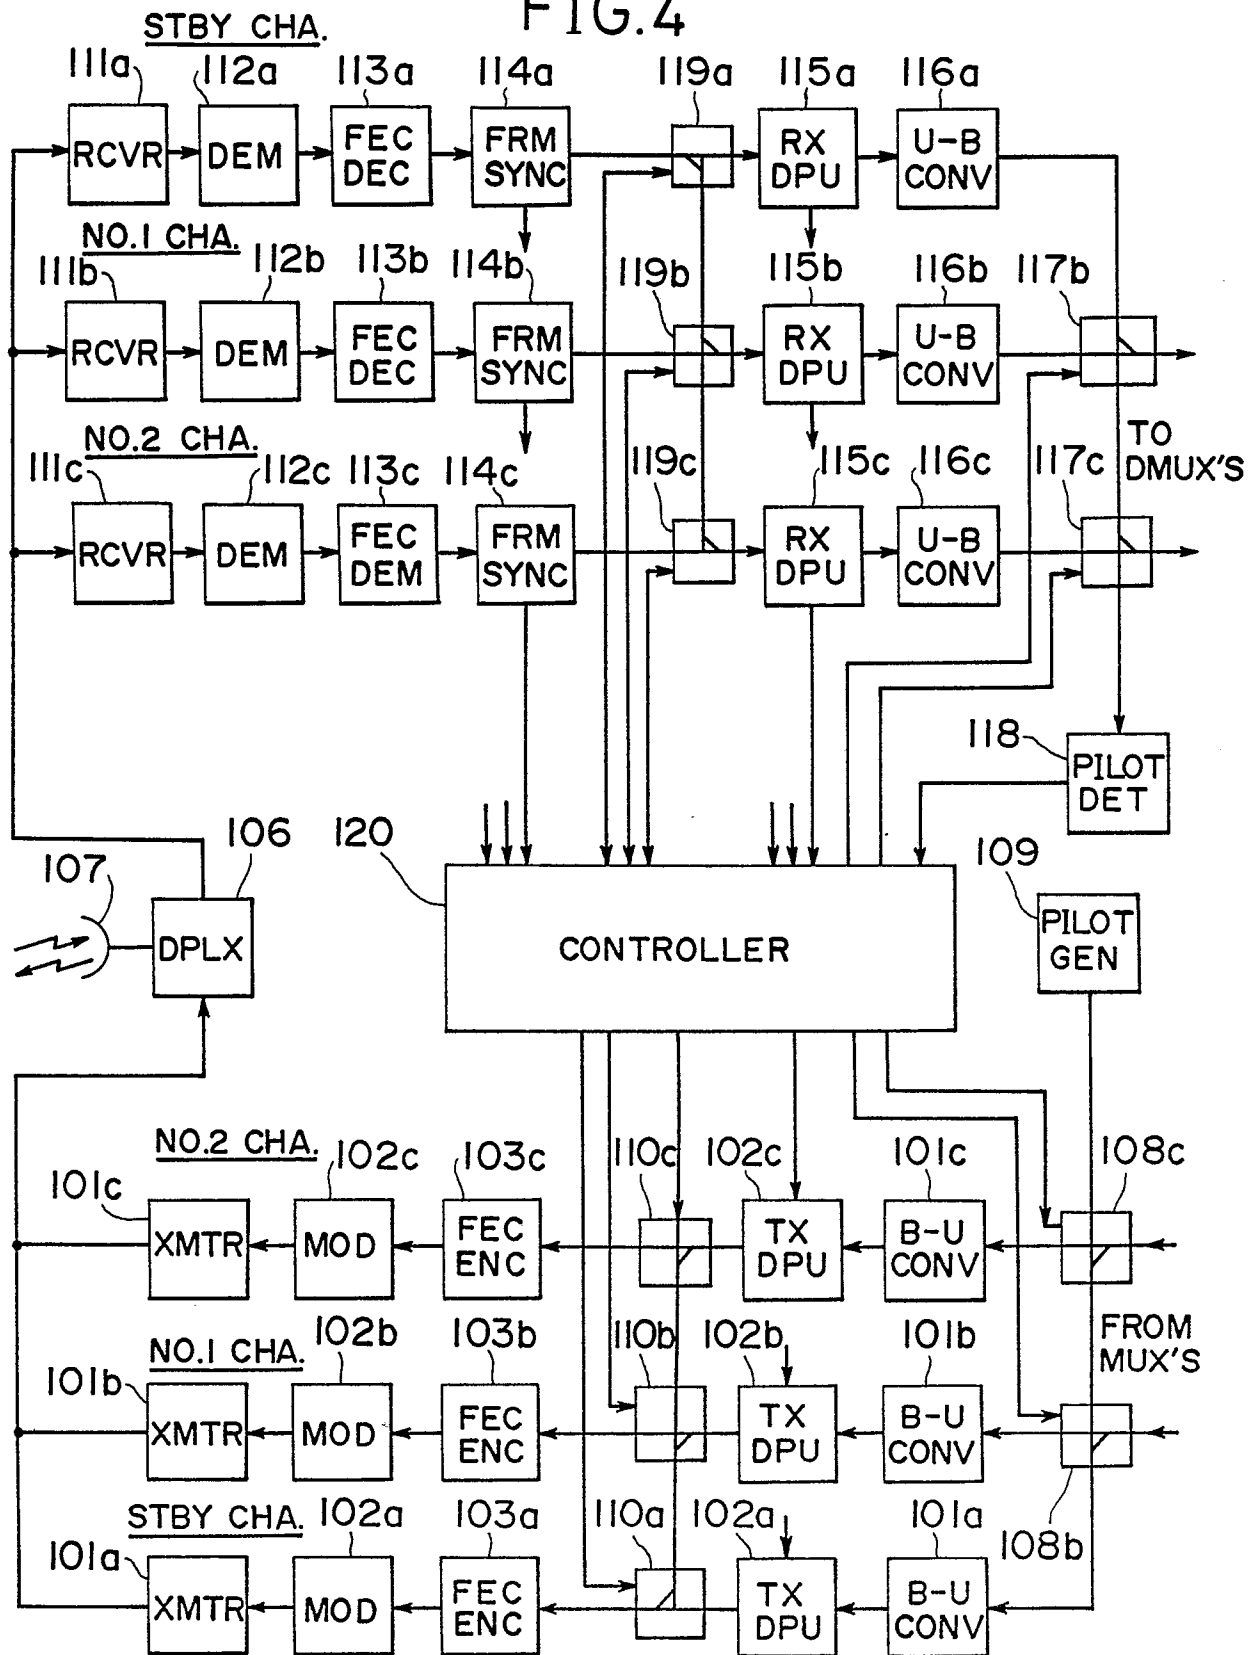 FIG.4
STBY CHA.
111a 112a 113a 114a 119a 115a 116a
RCVR DEM FEC DEC FRM SYNC RX DPU U-B CONV
NO.1 CHA.
111b 112b 113b 114b 119b 115b 116b 117b
RCVR DEM FEC DEC FRM SYNC RX DPU U-B CONV
NO.2 CHA.
TO DMUX'S
111c 112c 113c 114c 119c 115c 116c 117c
RCVR DEM FEC DEM FRM SYNC RX DPU U-B CONV
118
PILOT DET
106
120
107
109
DPLX
CONTROLLER
PILOT GEN
NO.2 CHA.
101c 102c 103c 110c 102c 101c 108c
XMTR MOD FEC ENC TX DPU B-U CONV
FROM MUX'S
NO.1 CHA.
101b 102b 103b 110b 102b 101b
XMTR MOD FEC ENC TX DPU B-U CONV
STBY CHA.
101a 102a 103a 110a 102a 101a 108b
XMTR MOD FEC ENC TX DPU B-U CONV